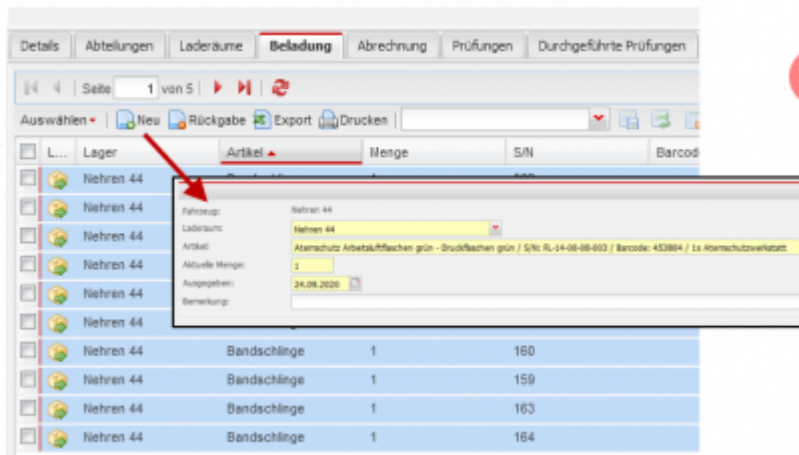 Details Abteilungen Laderäume Beladung Abrechnung Prüfungen Durchgeführte Prüfungen
Seite 1 von 5
Auswählen Neu Rückgabe Export Drucken
L... Lager Artikel Menge S/N Barcod
Nehren 44
Fahrzeug: Nehren 44
Nehren 44
Laderaum: Nehren 44
Nehren 44
Artikel: Atemschutz Arbeitsluftflaschen grün - Druckflaschen grün / S/N: RL-14-08-08-003 / Barcode: 453864 / 1x Atemschutzwerkstatt
Nehren 44
Aktuelle Menge: 1
Nehren 44
Ausgegeben: 24.09.2020
Bemerkung:
Nehren 44
Nehren 44 Bandschlinge 1 160
Nehren 44 Bandschlinge 1 159
Nehren 44 Bandschlinge 1 163
Nehren 44 Bandschlinge 1 164